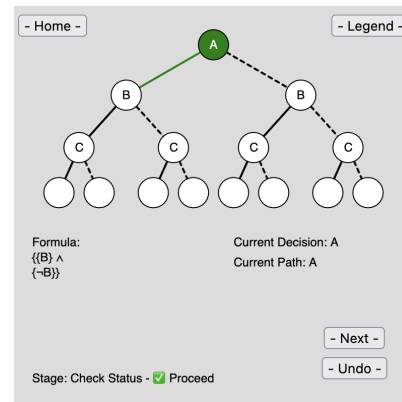 - Home -
- Legend -
A
B
B
C
C
C
C
Formula:
{{B} ∧
{¬B}}
Current Decision: A
Current Path: A
- Next -
- Undo -
Stage: Check Status - ✅ Proceed